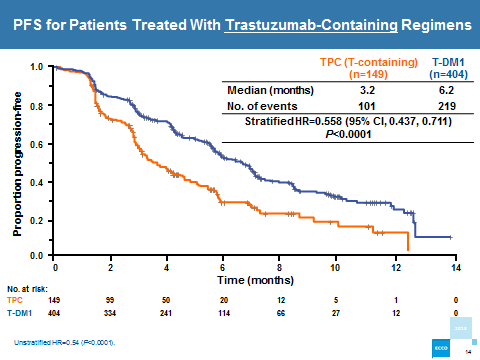 PFS for Patients Treated With Trastuzumab-Containing Regimens
TPC (T-containing) T-DM1
(n=149) (n=404)
Median (months) 3.2 6.2
No. of events 101 219
Stratified HR=0.558 (95% CI, 0.437, 0.711)
P<0.0001
Proportion progression-free
1.0
0.8
0.6
0.4
0.2
0.0
0 2 4 6 8 10 12 14
Time (months)
No. at risk:
TPC 149 99 50 20 12 5 1 0
T-DM1 404 334 241 114 66 27 12 0
Unstratified HR=0.54 (P<0.0001).
ECCO
14